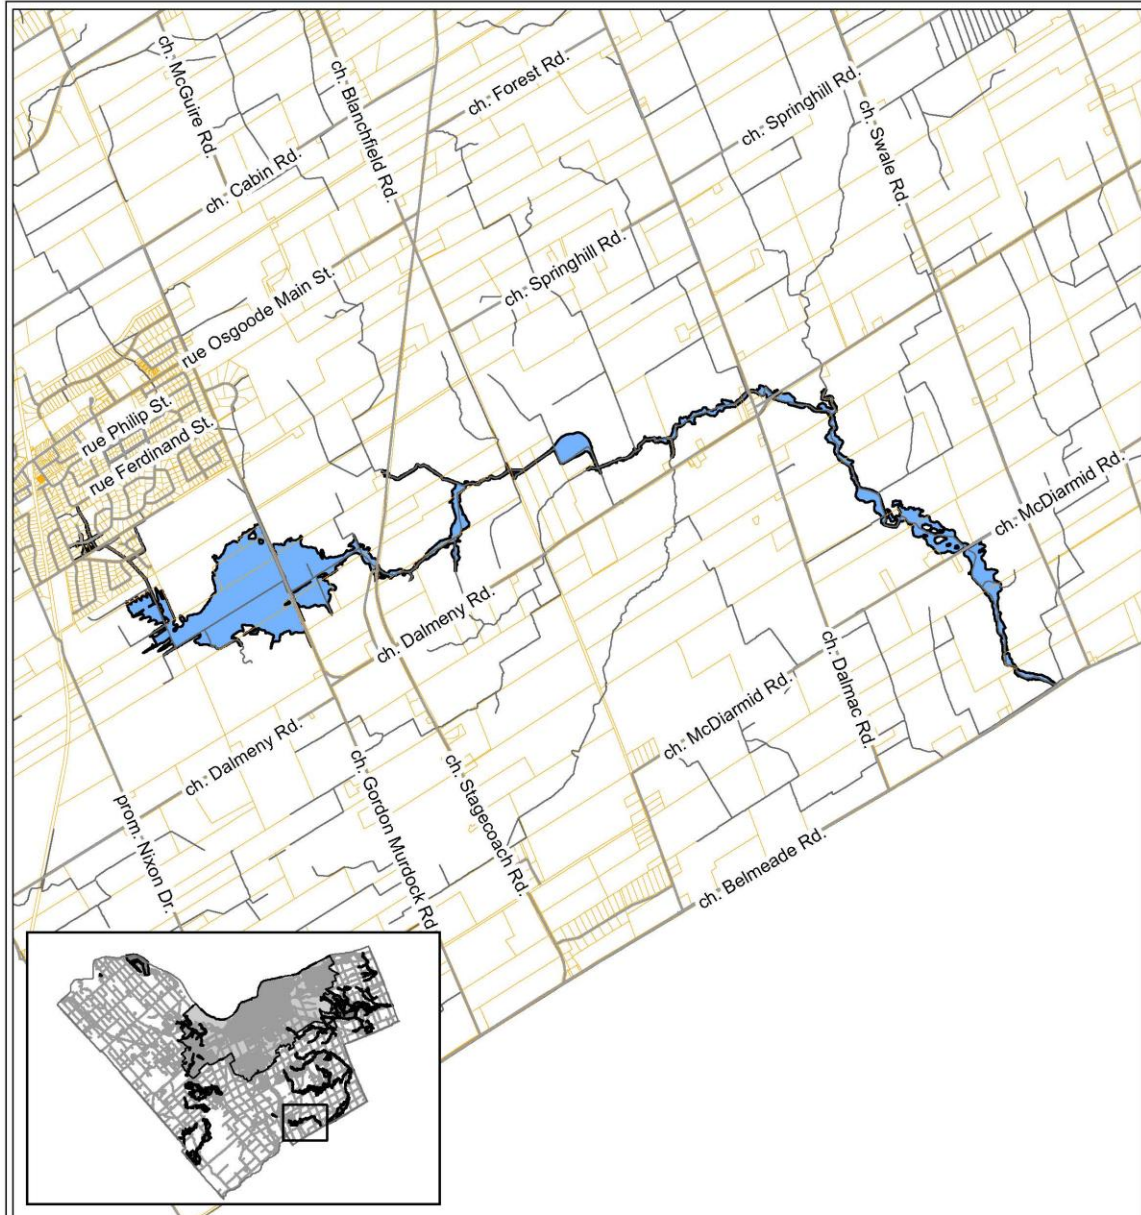 ch. McGuire Rd.
ch. Blanchfield Rd.
ch. Forest Rd.
ch. Springhill Rd.
ch. Swale Rd.
ch. Cabin Rd.
ch. Springhill Rd.
rue Osgoode Main St.
rue Philip St.
rue Ferdinand St.
ch. McDiarmid Rd.
ch. Dalmeny Rd.
ch. Dalmac Rd.
ch. McDiarmid Rd.
ch. Dalmeny Rd.
ch. Stagecoach Rd.
ch. Gordon Murdock Rd
prom. Nixon Dr.
ch. Belmeade Rd.